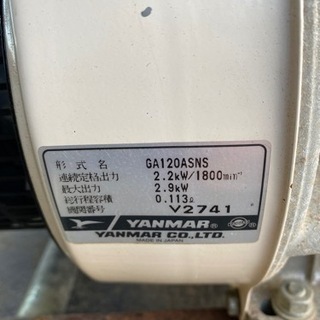 形式名 GA120ASNS
連続定格出力 2.2kW/1800min⁻¹
最大出力 2.9kW
総行程容積 0.113ℓ
機関番号 V2741
YANMAR
YANMAR CO.,LTD.
MADE IN JAPAN